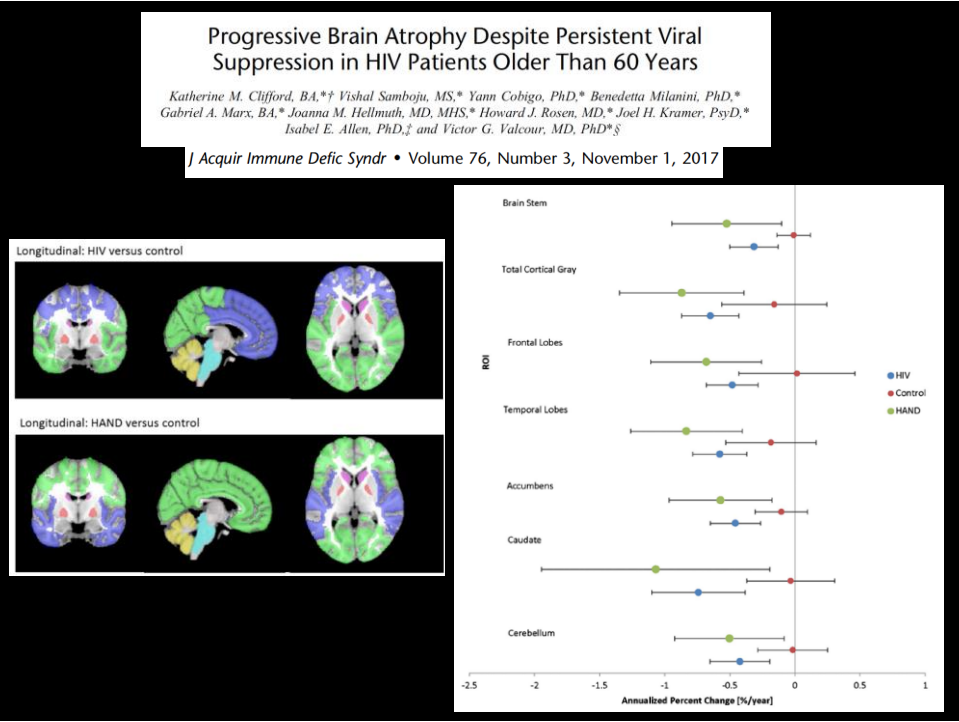 Progressive Brain Atrophy Despite Persistent Viral
Suppression in HIV Patients Older Than 60 Years
Katherine M. Clifford, BA,*† Vishal Samboju, MS,* Yann Cobigo, PhD,* Benedetta Milanini, PhD,*
Gabriel A. Marx, BA,* Joanna M. Hellmuth, MD, MHS,* Howard J. Rosen, MD,* Joel H. Kramer, PsyD,*
Isabel E. Allen, PhD,‡ and Victor G. Valcour, MD, PhD*§
J Acquir Immune Defic Syndr • Volume 76, Number 3, November 1, 2017
Longitudinal: HIV versus control
Longitudinal: HAND versus control
Brain Stem
Total Cortical Gray
Frontal Lobes
Temporal Lobes
Accumbens
Caudate
Cerebellum
ROI
HIV
Control
HAND
-2.5 -2 -1.5 -1 -0.5 0 0.5 1
Annualized Percent Change [%/year]